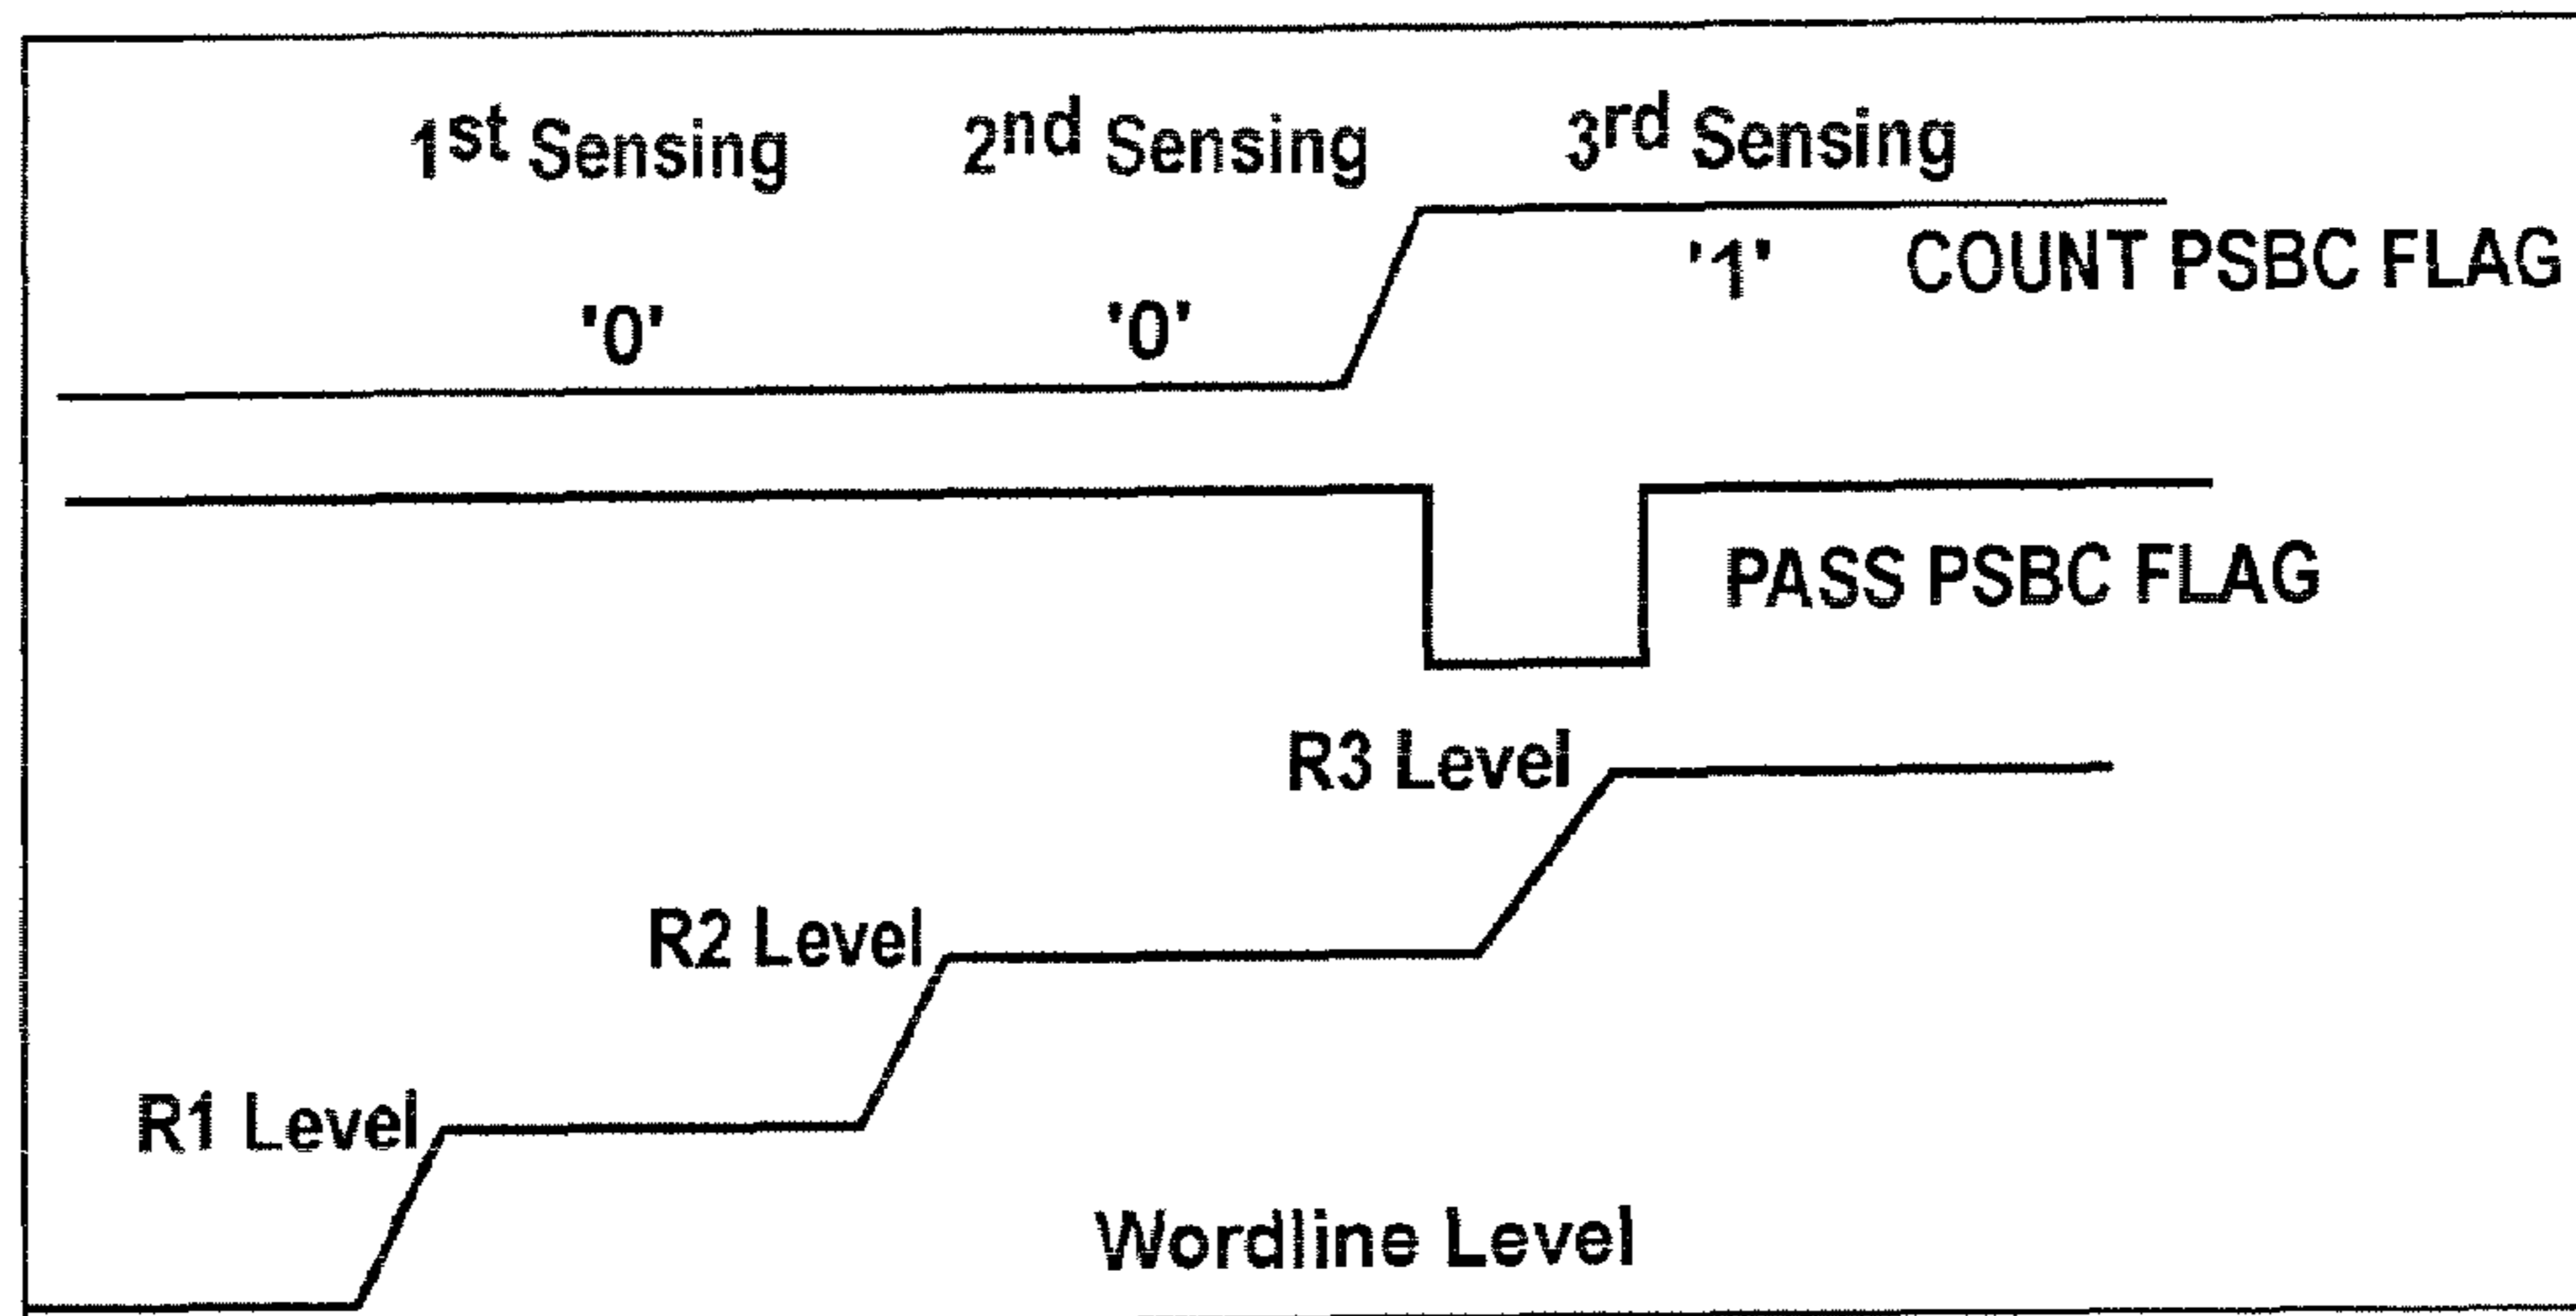 1st Sensing 2nd Sensing 3rd Sensing
'0' '0' '1' COUNT PSBC FLAG
PASS PSBC FLAG
R3 Level
R2 Level
R1 Level
Wordline Level